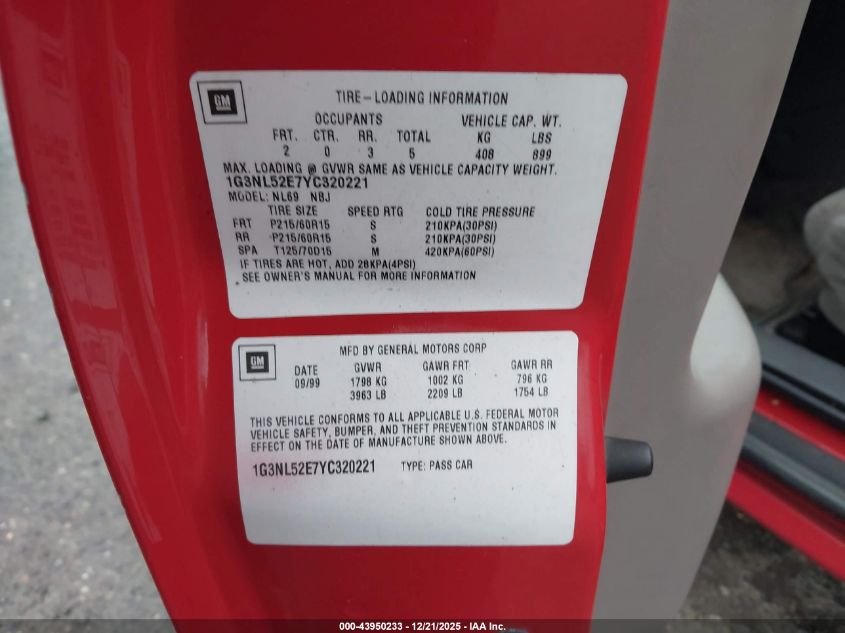 GM
TIRE-LOADING INFORMATION
OCCUPANTS VEHICLE CAP. WT.
FRT. CTR. RR. TOTAL KG LBS
2 0 3 5 408 899
MAX. LOADING @ GVWR SAME AS VEHICLE CAPACITY WEIGHT.
1G3NL52E7YC320221
MODEL: NL69 NBJ
TIRE SIZE SPEED RTG COLD TIRE PRESSURE
FRT P215/60R15 S 210KPA(30PSI)
RR P215/60R15 S 210KPA(30PSI)
SPA T125/70D15 M 420KPA(60PSI)
IF TIRES ARE HOT, ADD 28KPA(4PSI)
SEE OWNER'S MANUAL FOR MORE INFORMATION
GM
MFD BY GENERAL MOTORS CORP
DATE GVWR GAWR FRT GAWR RR
09/99 1798 KG 1002 KG 796 KG
3963 LB 2209 LB 1754 LB
THIS VEHICLE CONFORMS TO ALL APPLICABLE U.S. FEDERAL MOTOR
VEHICLE SAFETY, BUMPER, AND THEFT PREVENTION STANDARDS IN
EFFECT ON THE DATE OF MANUFACTURE SHOWN ABOVE.
1G3NL52E7YC320221 TYPE: PASS CAR
000-43950233 - 12/21/2025 - IAA Inc.